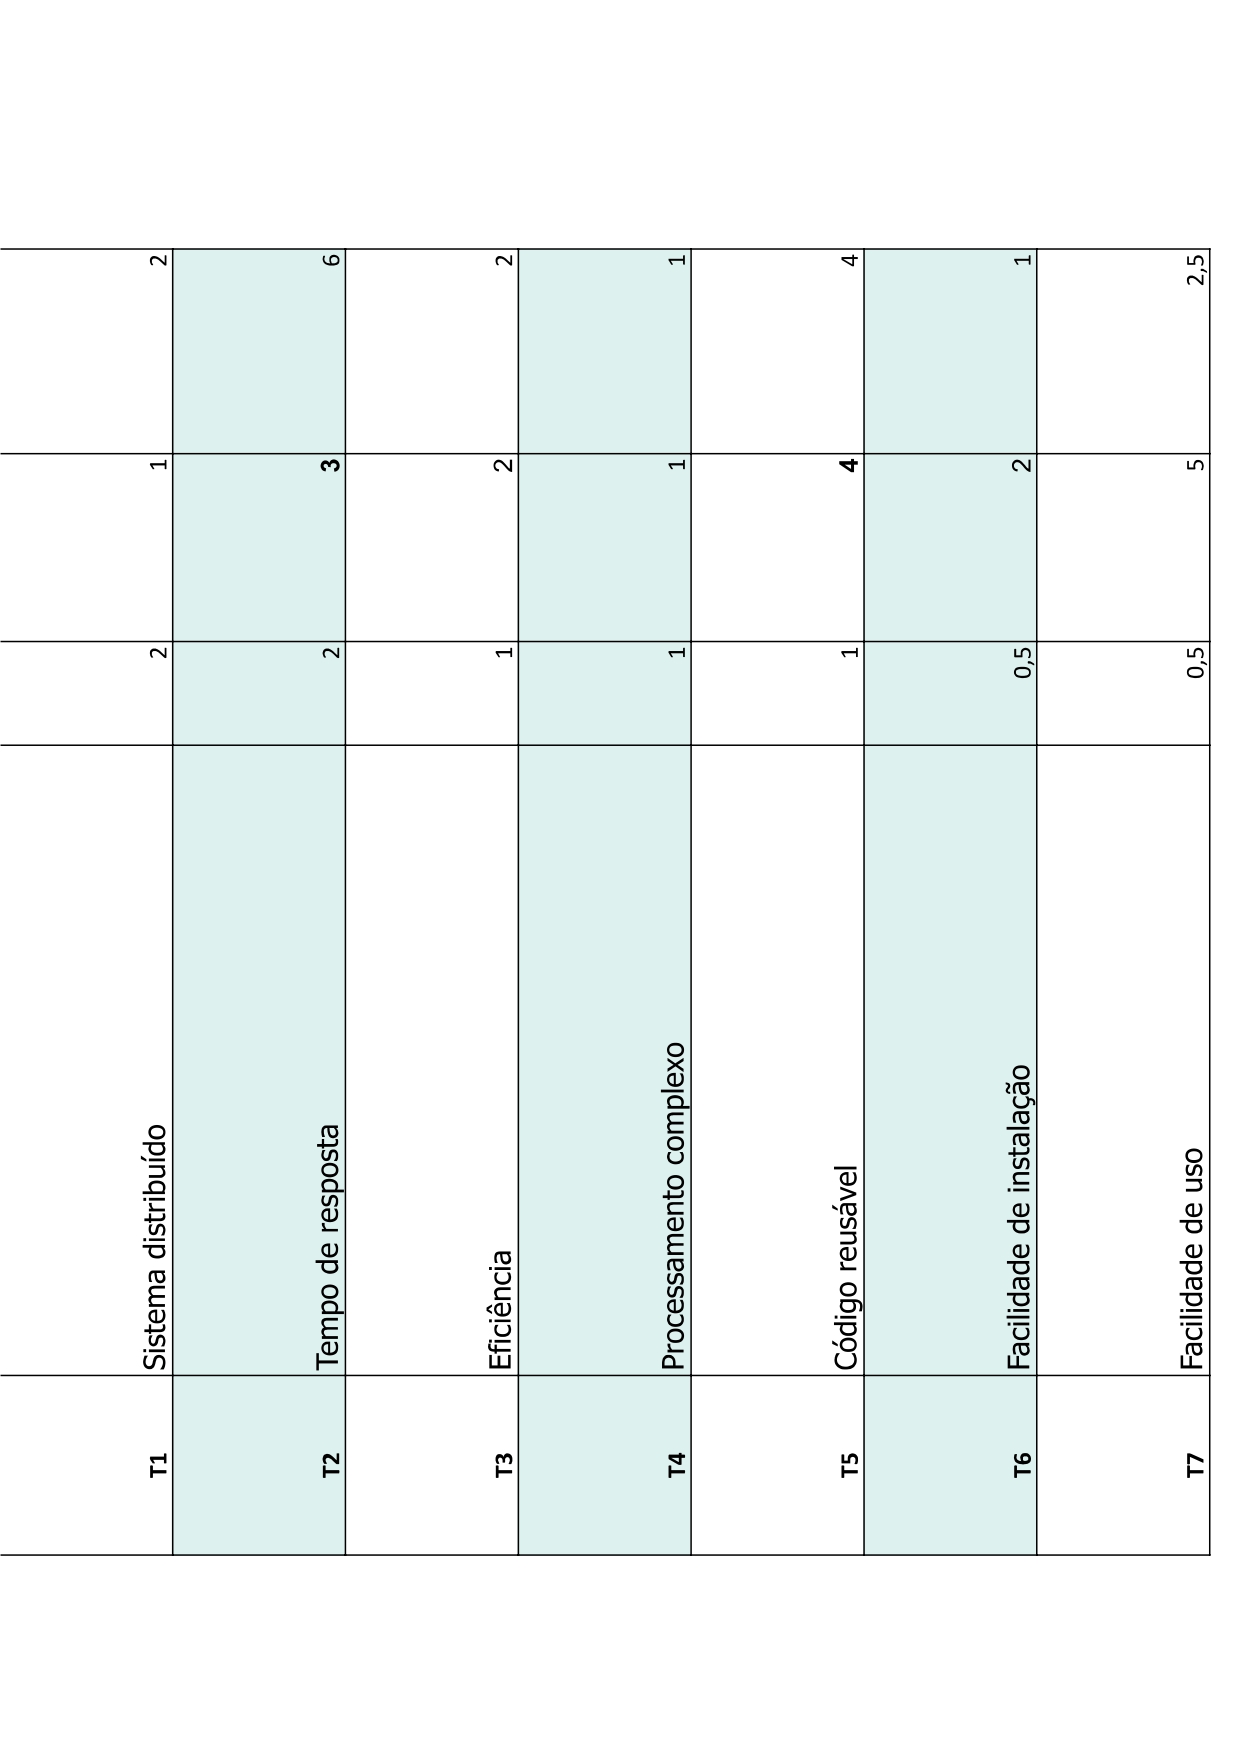 T1 Sistema distribuído 2 1 2
T2 Tempo de resposta 2 3 6
T3 Eficiência 1 2 2
T4 Processamento complexo 1 1 1
T5 Código reusável 1 4 4
T6 Facilidade de instalação 0,5 2 1
T7 Facilidade de uso 0,5 5 2,5